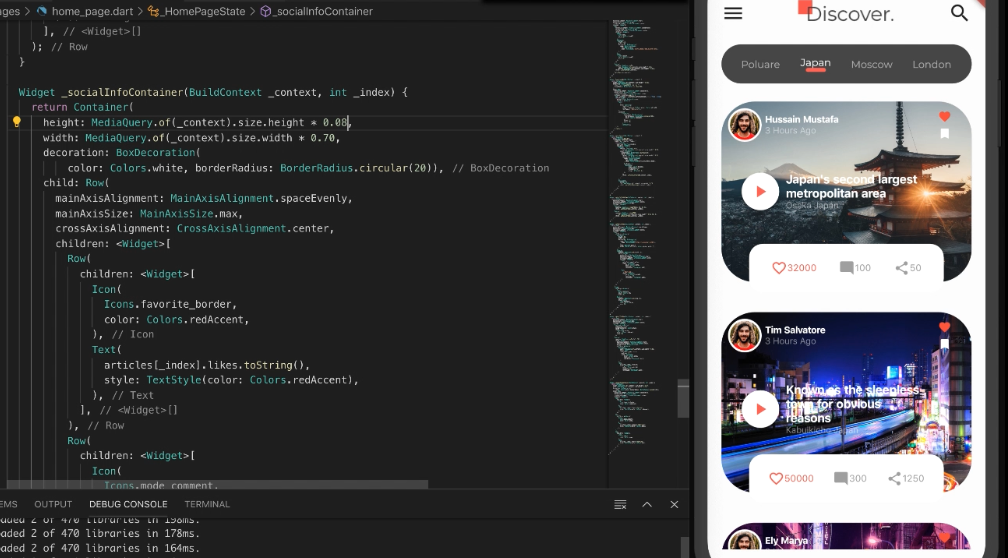 ages > home_page.dart > _HomePageState > _socialInfoContainer
], // <Widget>[]
); // Row
}
Widget _socialInfoContainer(BuildContext _context, int _index) {
return Container(
height: MediaQuery.of(_context).size.height * 0.08,
width: MediaQuery.of(_context).size.width * 0.70,
decoration: BoxDecoration(
color: Colors.white, borderRadius: BorderRadius.circular(20)), // BoxDecoration
child: Row(
mainAxisAlignment: MainAxisAlignment.spaceEvenly,
mainAxisSize: MainAxisSize.max,
crossAxisAlignment: CrossAxisAlignment.center,
children: <Widget>[
Row(
children: <Widget>[
Icon(
Icons.favorite_border,
color: Colors.redAccent,
), // Icon
Text(
articles[_index].likes.toString(),
style: TextStyle(color: Colors.redAccent),
), // Text
], // <Widget>[]
), // Row
Row(
children: <Widget>[
Icon(
Icons.mode_comment,
EMS OUTPUT DEBUG CONSOLE TERMINAL
oaded 2 of 470 libraries in 198ms.
oaded 2 of 470 libraries in 178ms.
oaded 2 of 470 libraries in 164ms.
Discover.
Poluare Japan Moscow London
Hussain Mustafa
3 Hours Ago
Japan's second largest
metropolitan area
Osaka Japan
32000 100 50
Tim Salvatore
3 Hours Ago
Known as the sleepless
town for obvious
reasons
Kabukicho Japan
50000 300 1250
Ely Marya